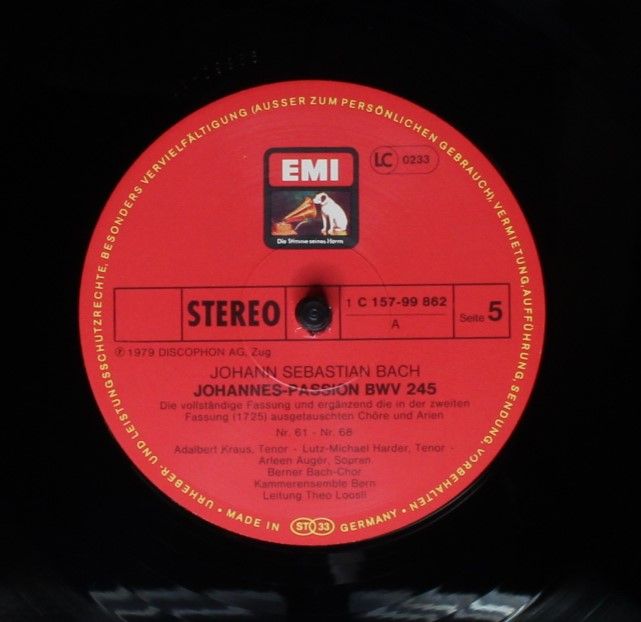 URHEBER- UND LEISTUNGSSCHUTZRECHTE, BESONDERS VERVIELFÄLTIGUNG (AUSSER ZUM PERSÖNLICHEN GEBRAUCH), VERMIETUNG, AUFFÜHRUNG, SENDUNG, VORBEHALTEN · MADE IN ST 33 GERMANY ·
EMI
Die Stimme seines Herrn
LC 0233
STEREO
1 C 157-99 862
A
Seite 5
℗ 1979 DISCOPHON AG, Zug
JOHANN SEBASTIAN BACH
JOHANNES-PASSION BWV 245
Die vollständige Fassung und ergänzend die in der zweiten
Fassung (1725) ausgetauschten Chöre und Arien
Nr. 61 - Nr. 68
Adalbert Kraus, Tenor - Lutz-Michael Harder, Tenor -
Arleen Augér, Sopran
Berner Bach-Chor
Kammerensemble Bern
Leitung Theo Loosli